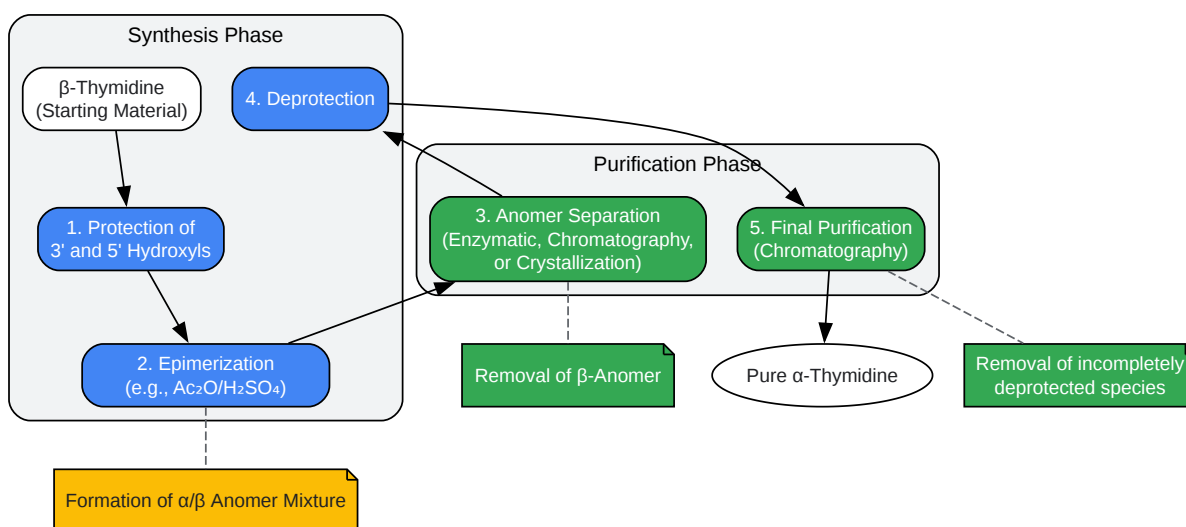 Synthesis Phase
β-Thymidine
(Starting Material)
4. Deprotection
1. Protection of
3' and 5' Hydroxyls
2. Epimerization
(e.g., Ac₂O/H₂SO₄)
Formation of α/β Anomer Mixture
Purification Phase
3. Anomer Separation
(Enzymatic, Chromatography,
or Crystallization)
5. Final Purification
(Chromatography)
Removal of β-Anomer
Pure α-Thymidine
Removal of incompletely
deprotected species